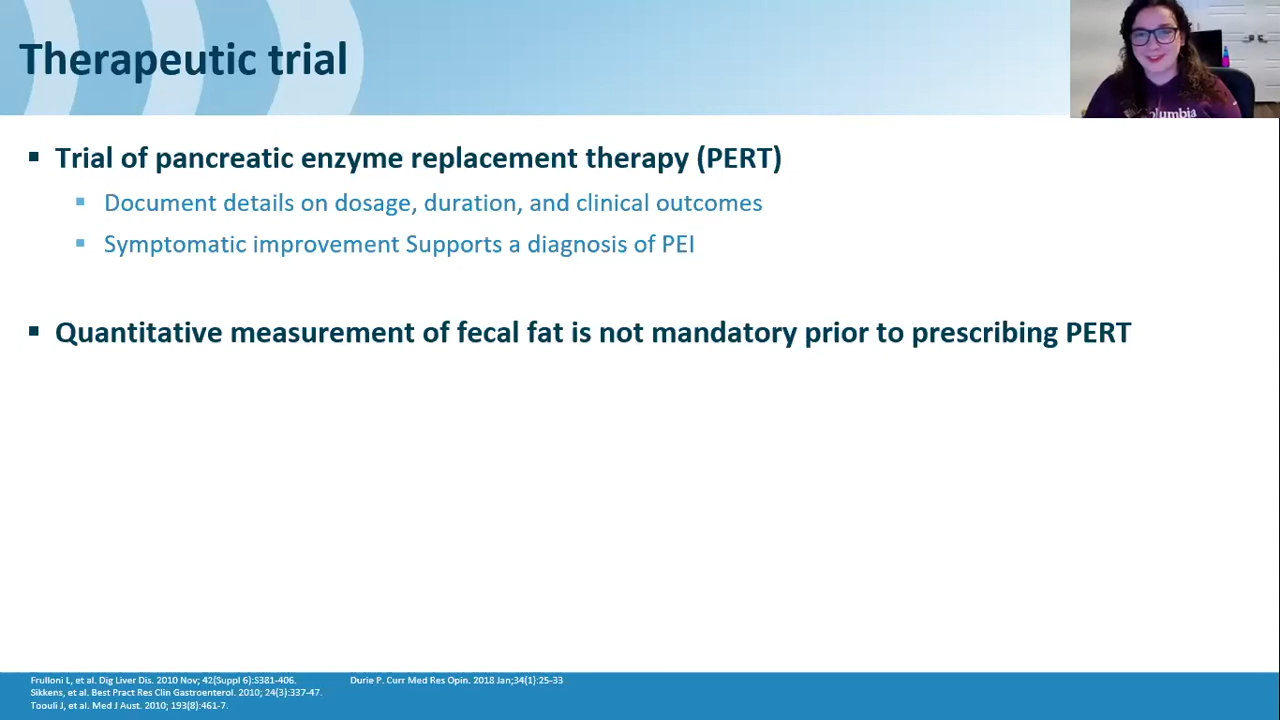 Therapeutic trial
▪ Trial of pancreatic enzyme replacement therapy (PERT)
▪ Document details on dosage, duration, and clinical outcomes
▪ Symptomatic improvement Supports a diagnosis of PEI
▪ Quantitative measurement of fecal fat is not mandatory prior to prescribing PERT
olumbia
Frulloni L, et al. Dig Liver Dis. 2010 Nov; 42(Suppl 6):S381-406.
Sikkens, et al. Best Pract Res Clin Gastroenterol. 2010; 24(3):337-47.
Toouli J, et al. Med J Aust. 2010; 193(8):461-7.
Durie P. Curr Med Res Opin. 2018 Jan;34(1):25-33